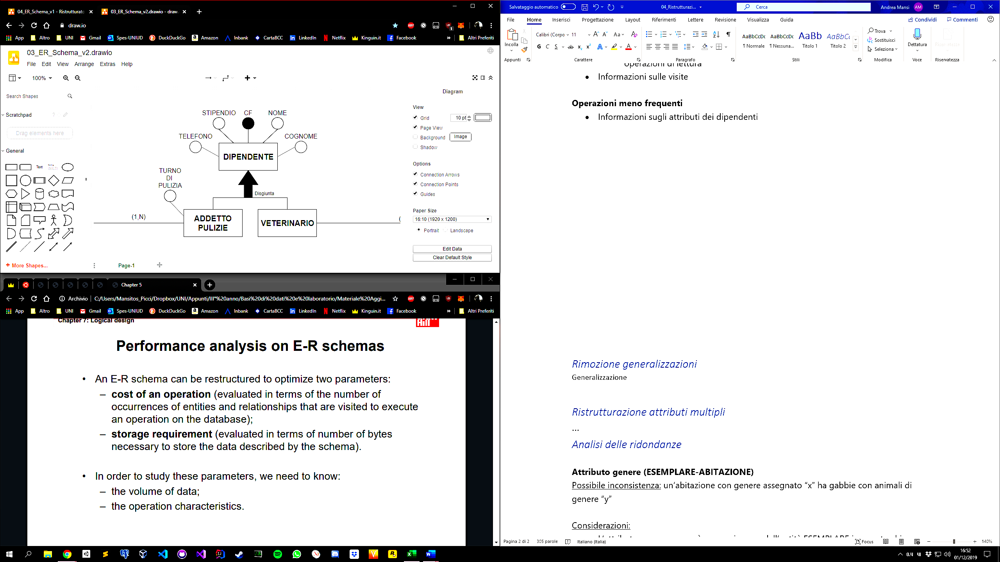 04_ER_Schema_v1 - Ristrutturato
03_ER_Schema_v2.drawio - draw.
draw.io
App Altro UNI Gmail Spes-UNIUD DuckDuckGo Amazon Inbank CartaBCC LinkedIn Netflix Kinguin.it Facebook » Altri Preferiti
03_ER_Schema_v2.drawio
File Edit View Arrange Extras Help
100%
Search Shapes
Scratchpad
Drag elements here
General
Text
More Shapes...
Page-1
STIPENDIO CF NOME
TELEFONO COGNOME
DIPENDENTE
TURNO
DI
PULIZIA
Disgiunta
(1,N)
ADDETTO
PULIZIE
VETERINARIO
(
Diagram
View
Grid 10 pt
Page View
Background Image
Shadow
Options
Connection Arrows
Connection Points
Guides
Paper Size
16:10 (1920 x 1200)
Portrait Landscape
Edit Data
Clear Default Style
Chapter 5
Archivio C:/Users/Mansitos_Picci/Dropbox/UNI/Appunti/III°%20anno/Basi%20di%20dati%20e%20laboratorio/Materiale%20Aggi...
App Altro UNI Gmail Spes-UNIUD DuckDuckGo Amazon Inbank CartaBCC LinkedIn Netflix Kinguin.it Facebook » Altri Preferiti
Chapter 7: Logical design
Hill
Performance analysis on E-R schemas
• An E-R schema can be restructured to optimize two parameters:
– cost of an operation (evaluated in terms of the number of
occurrences of entities and relationships that are visited to execute
an operation on the database);
– storage requirement (evaluated in terms of number of bytes
necessary to store the data described by the schema).
• In order to study these parameters, we need to know:
– the volume of data;
– the operation characteristics.
Salvataggio automatico 04_Ristrutturazi... Cerca Andrea Mansi AM
File Home Inserisci Progettazione Layout Riferimenti Lettere Revisione Visualizza Guida Condividi Commenti
Incolla
Calibri (Corpo 11
G C S ab x₂ x²
AaBbCcDc AaBbCcDc AaBb AaBbCc
¶ Normale ¶ Nessuna... Titolo 1 Titolo 2
Trova
Sostituisci
Seleziona
Dettatura
Riservatezza
Appunti Carattere Paragrafo Stili Modifica Voce Riservatezza
operazioni di lettura
• Informazioni sulle visite
Operazioni meno frequenti
• Informazioni sugli attributi dei dipendenti
Rimozione generalizzazioni
Generalizzazione
Ristrutturazione attributi multipli
...
Analisi delle ridondanze
Attributo genere (ESEMPLARE-ABITAZIONE)
Possibile inconsistenza: un’abitazione con genere assegnato “x” ha gabbie con animali di
genere “y”
Considerazioni:
Pagina 2 di 2 305 parole Italiano (Italia) Focus 140%
16:52
01/12/2019